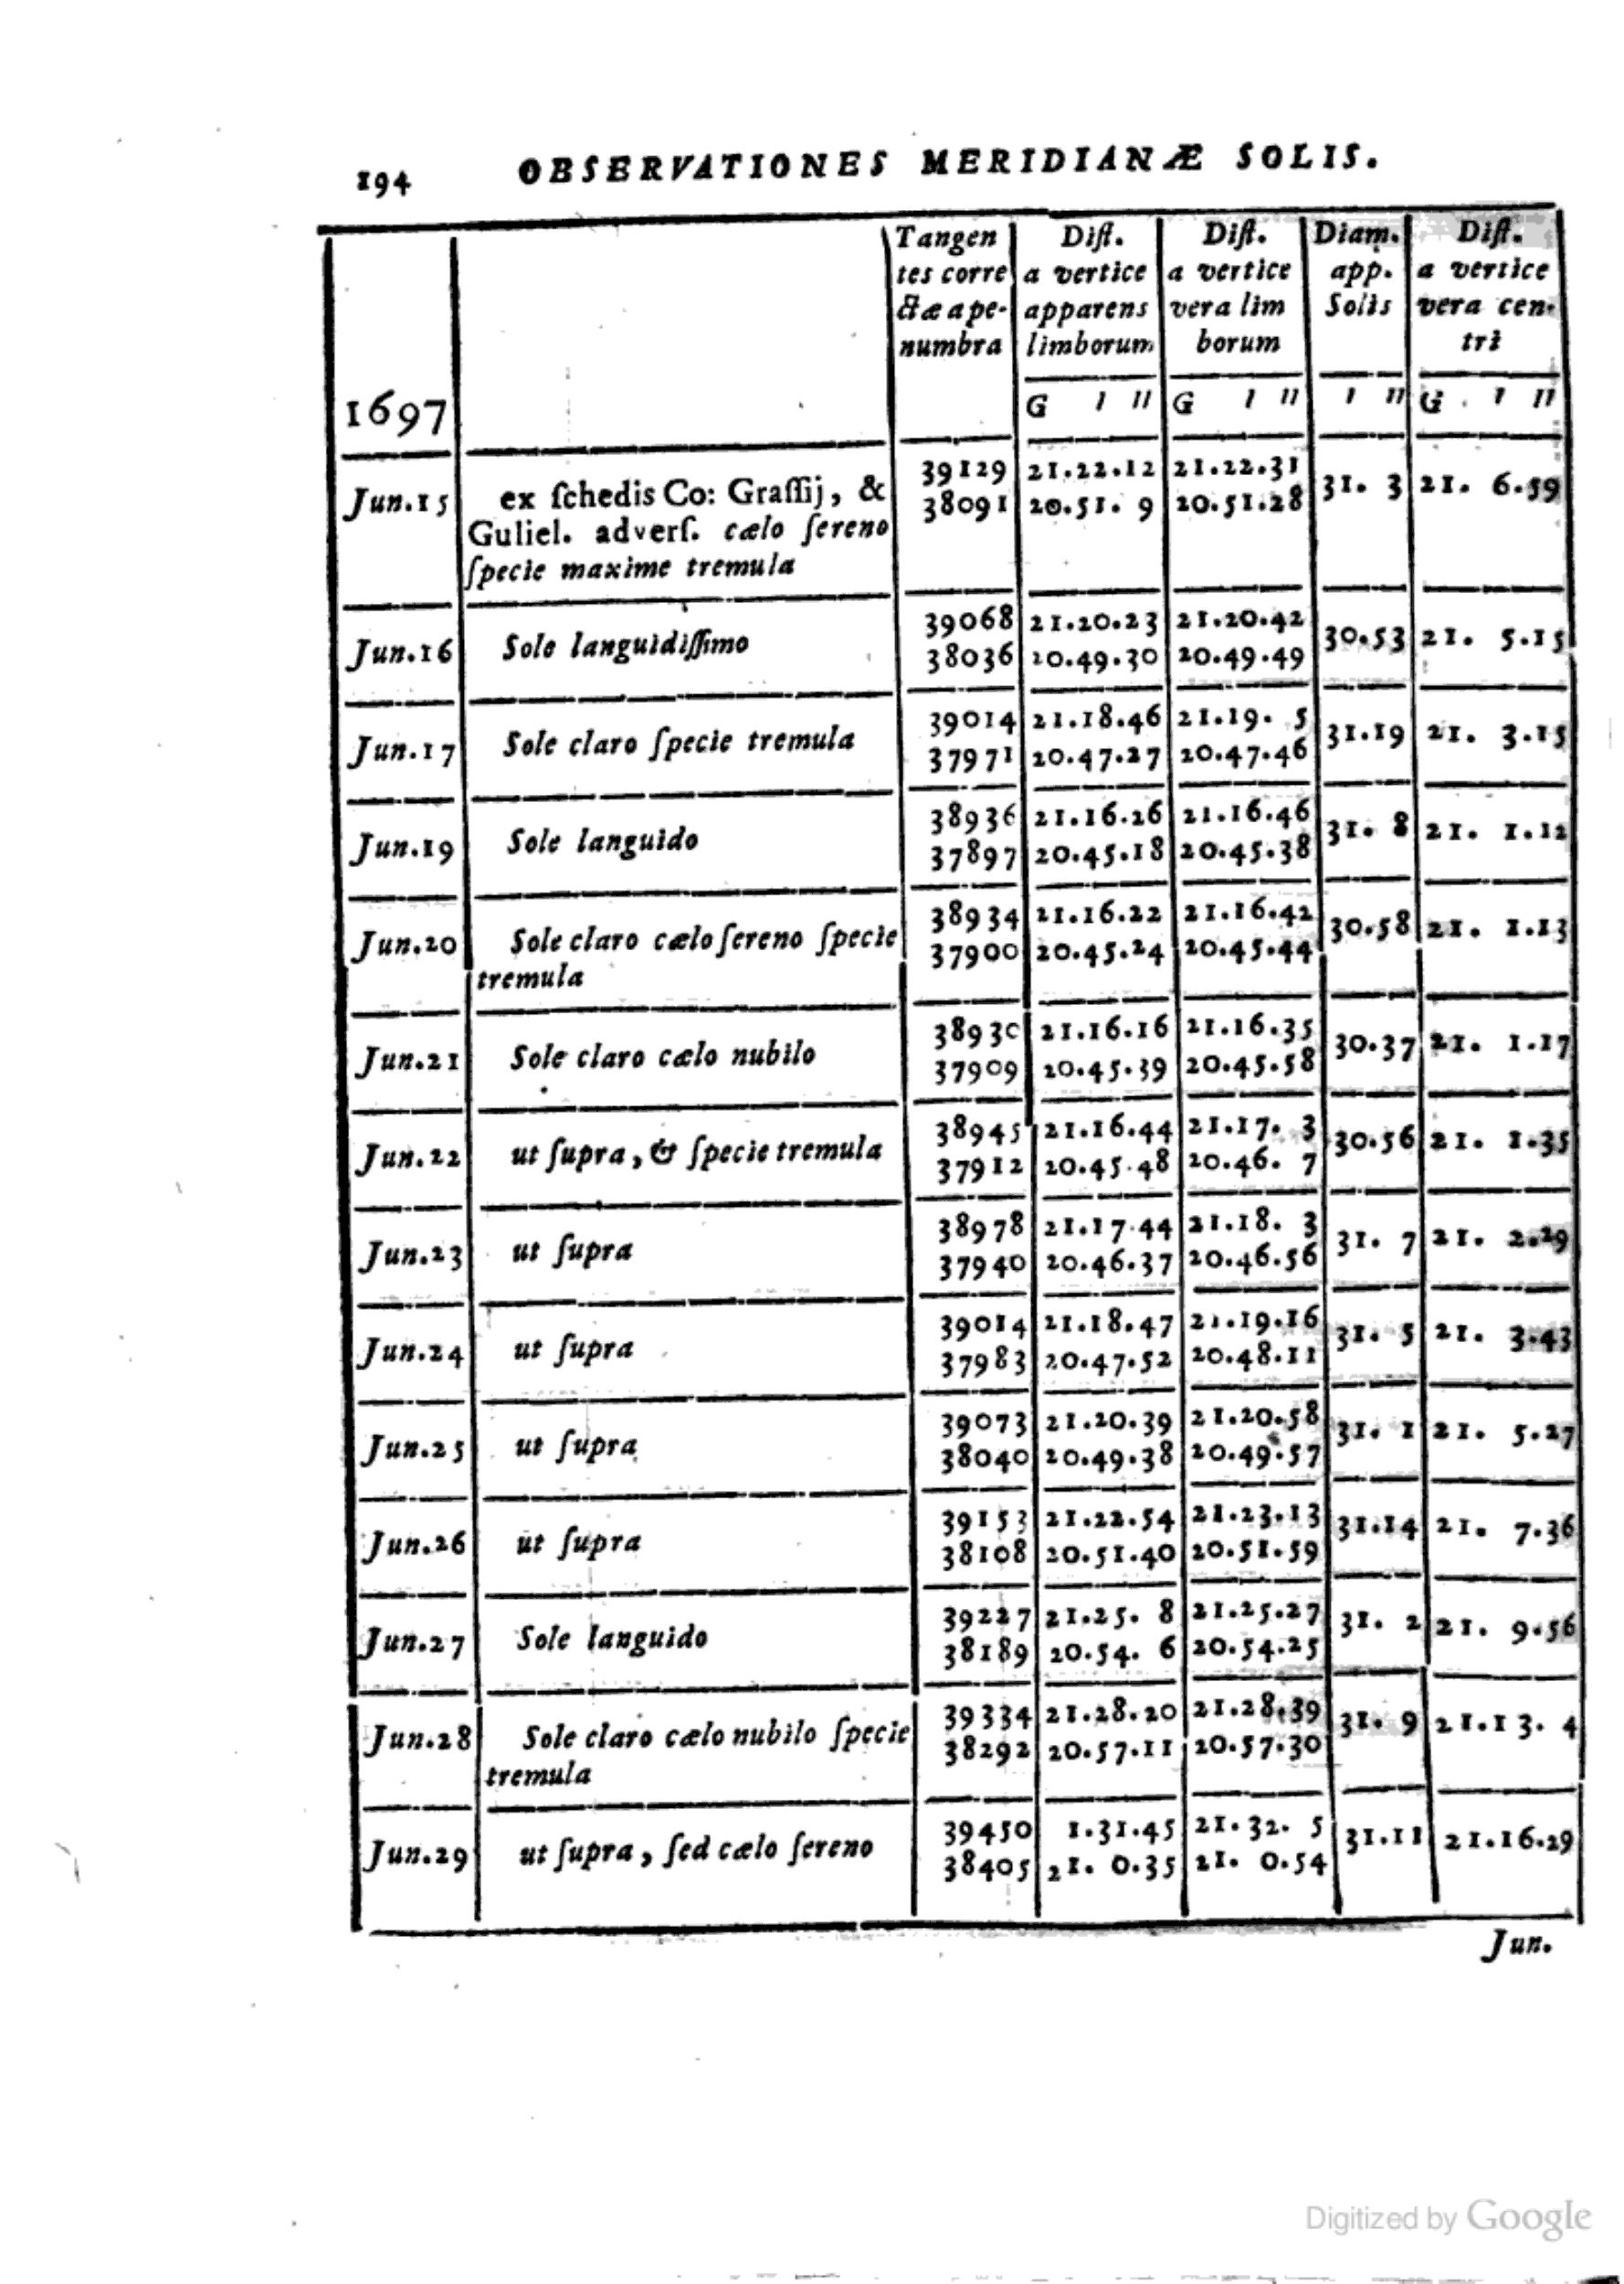 194 OBSERVATIONES MERIDIANÆ SOLIS.
1697
Tangen
tes corre
ctæ a pe-
numbra
Dist.
a vertice
apparens
limborum
G ı ıı
Dist.
a vertice
vera lim
borum
G ı ıı
Diam.
app.
Solis
ı ıı
Dist.
a vertice
vera cen-
tri
G ı ıı
Jun.15 ex ſchedis Co: Graſſij, & 39129 21.22.12 21.22.31 31. 3 21. 6.59
Guliel. adverſ. cælo ſereno 38091 20.51. 9 20.51.28
ſpecie maxime tremula
Jun.16 Sole languidiſſimo 39068 21.20.23 21.20.42 30.53 21. 5.15
38036 20.49.30 20.49.49
Jun.17 Sole claro ſpecie tremula 39014 21.18.46 21.19. 5 31.19 21. 3.15
37971 20.47.27 20.47.46
Jun.19 Sole languido 38936 21.16.26 21.16.46 31. 8 21. 1.12
37897 20.45.18 20.45.38
Jun.20 Sole claro cælo ſereno ſpecie 38934 21.16.22 21.16.42 30.58 21. 1.13
tremula 37900 20.45.24 20.45.44
Jun.21 Sole claro cælo nubilo 38930 21.16.16 21.16.35 30.37 21. 1.17
37909 20.45.39 20.45.58
Jun.22 ut ſupra, & ſpecie tremula 38945 21.16.44 21.17. 3 30.56 21. 1.35
37912 20.45.48 20.46. 7
Jun.23 ut ſupra 38978 21.17.44 21.18. 3 31. 7 21. 2.29
37940 20.46.37 20.46.56
Jun.24 ut ſupra 39014 21.18.47 21.19.16 31. 5 21. 3.43
37983 20.47.52 20.48.11
Jun.25 ut ſupra 39073 21.20.39 21.20.58 31. 1 21. 5.27
38040 20.49.38 20.49.57
Jun.26 ut ſupra 39153 21.22.54 21.23.13 31.14 21. 7.36
38108 20.51.40 20.51.59
Jun.27 Sole languido 39227 21.25. 8 21.25.27 31. 2 21. 9.56
38189 20.54. 6 20.54.25
Jun.28 Sole claro cælo nubilo ſpecie 39334 21.28.20 21.28.39 31. 9 21.13. 4
tremula 38292 20.57.11 20.57.30
Jun.29 ut ſupra, ſed cælo ſereno 39450 1.31.45 21.32. 5 31.11 21.16.29
38405 21. 0.35 21. 0.54
Jun.
Digitized by Google